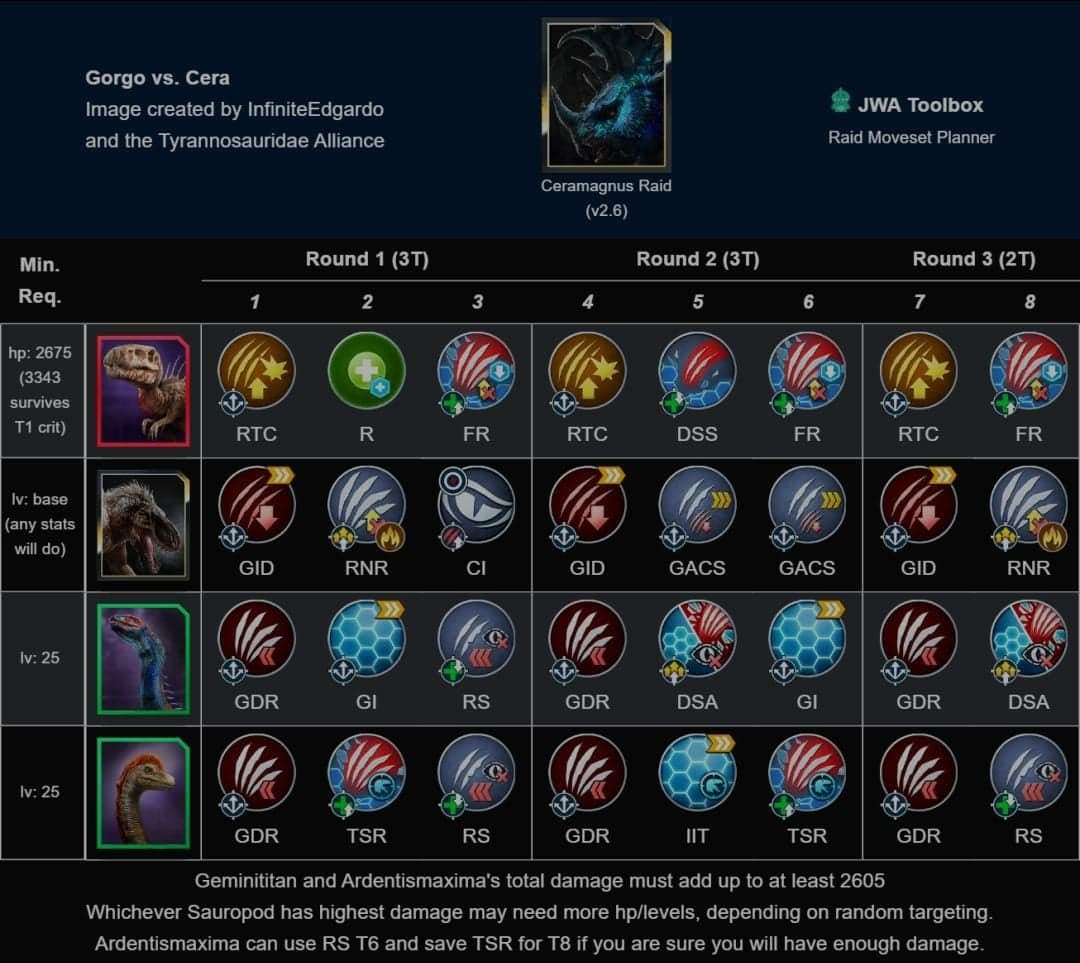 Gorgo vs. Cera
Image created by InfiniteEdgardo
and the Tyrannosauridae Alliance
Ceramagnus Raid
(v2.6)
JWA Toolbox
Raid Moveset Planner
Min.
Req.
Round 1 (3T) Round 2 (3T) Round 3 (2T)
1 2 3 4 5 6 7 8
hp: 2675
(3343
survives
T1 crit)
RTC R FR RTC DSS FR RTC FR
lv: base
(any stats
will do)
GID RNR CI GID GACS GACS GID RNR
lv: 25
GDR GI RS GDR DSA GI GDR DSA
lv: 25
GDR TSR RS GDR IIT TSR GDR RS
Geminititan and Ardentismaxima's total damage must add up to at least 2605
Whichever Sauropod has highest damage may need more hp/levels, depending on random targeting.
Ardentismaxima can use RS T6 and save TSR for T8 if you are sure you will have enough damage.